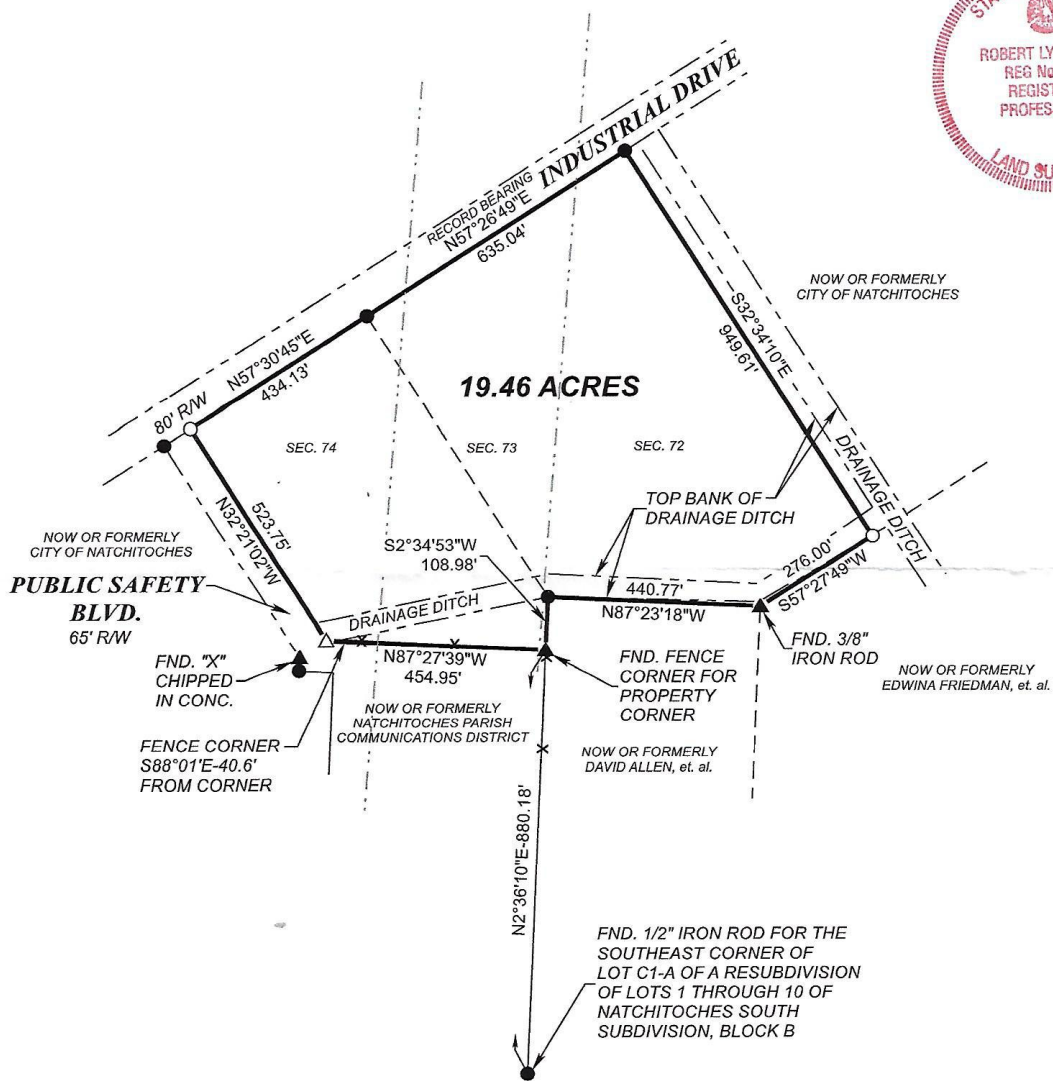 STA
ROBERT LY
REG No
REGIST
PROFES
LAND SU
INDUSTRIAL DRIVE
RECORD BEARING
N57°26'49"E
635.04'
N57°30'45"E
434.13'
80' R/W
NOW OR FORMERLY
CITY OF NATCHITOCHES
S32°34'10"E
949.61'
19.46 ACRES
SEC. 74
SEC. 73
SEC. 72
DRAINAGE DITCH
TOP BANK OF
DRAINAGE DITCH
523.75'
N32°21'02"W
NOW OR FORMERLY
CITY OF NATCHITOCHES
PUBLIC SAFETY
BLVD.
65' R/W
S2°34'53"W
108.98'
DRAINAGE DITCH
440.77'
N87°23'18"W
276.00'
S57°27'49"W
FND. 3/8"
IRON ROD
NOW OR FORMERLY
EDWINA FRIEDMAN, et. al.
FND. "X"
CHIPPED
IN CONC.
N87°27'39"W
454.95'
FND. FENCE
CORNER FOR
PROPERTY
CORNER
NOW OR FORMERLY
NATCHITOCHES PARISH
COMMUNICATIONS DISTRICT
FENCE CORNER
S88°01'E-40.6'
FROM CORNER
NOW OR FORMERLY
DAVID ALLEN, et. al.
N2°36'10"E-880.18'
FND. 1/2" IRON ROD FOR THE
SOUTHEAST CORNER OF
LOT C1-A OF A RESUBDIVISION
OF LOTS 1 THROUGH 10 OF
NATCHITOCHES SOUTH
SUBDIVISION, BLOCK B